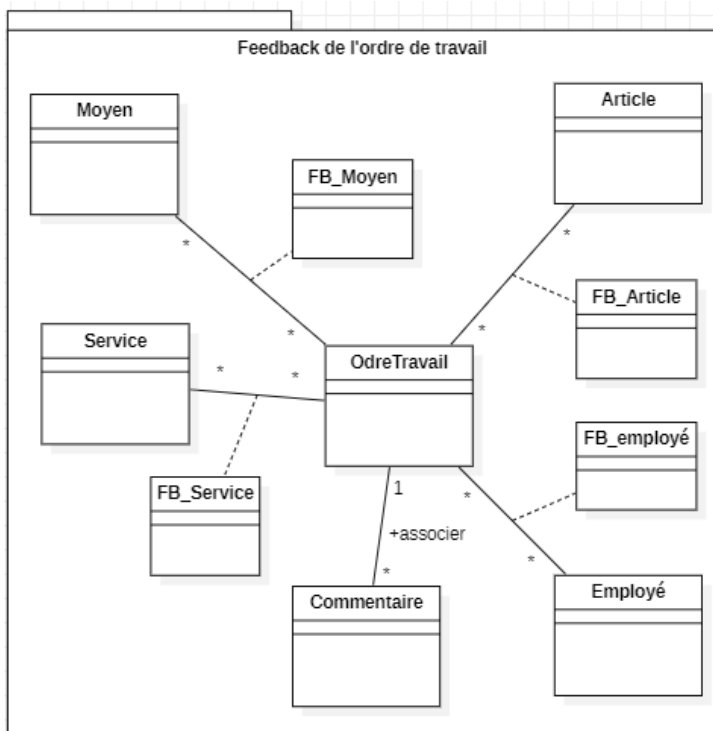 Feedback de l'ordre de travail
Moyen
Article
FB_Moyen
*
*
FB_Article
*
*
Service
OdreTravail
*
*
FB_employé
FB_Service
1
*
+associer
*
*
Commentaire
Employé